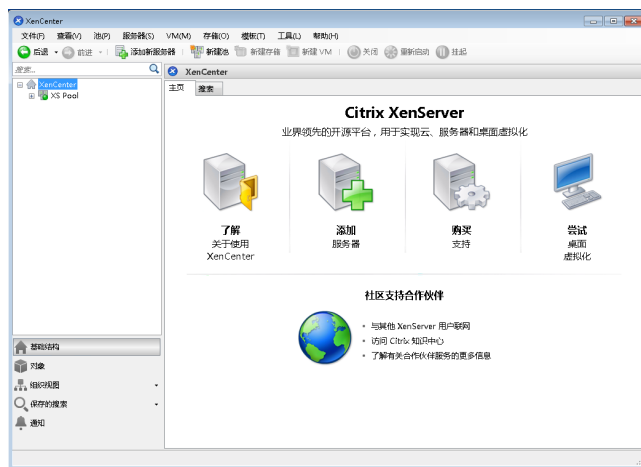 XenCenter
文件(F) 查看(V) 池(P) 服务器(S) VM(M) 存储(O) 模板(T) 工具(L) 帮助(H)
后退 前进 添加新服务器 新建池 新建存储 新建 VM 关闭 重新启动 挂起
搜索...
XenCenter
XS Pool
XenCenter
主页 搜索
Citrix XenServer
业界领先的开源平台，用于实现云、服务器和桌面虚拟化
了解
关于使用
XenCenter
添加
服务器
购买
支持
尝试
桌面
虚拟化
社区支持合作伙伴
与其他 XenServer 用户联网
访问 Citrix 知识中心
了解有关合作伙伴服务的更多信息
基础结构
对象
组织视图
保存的搜索
通知